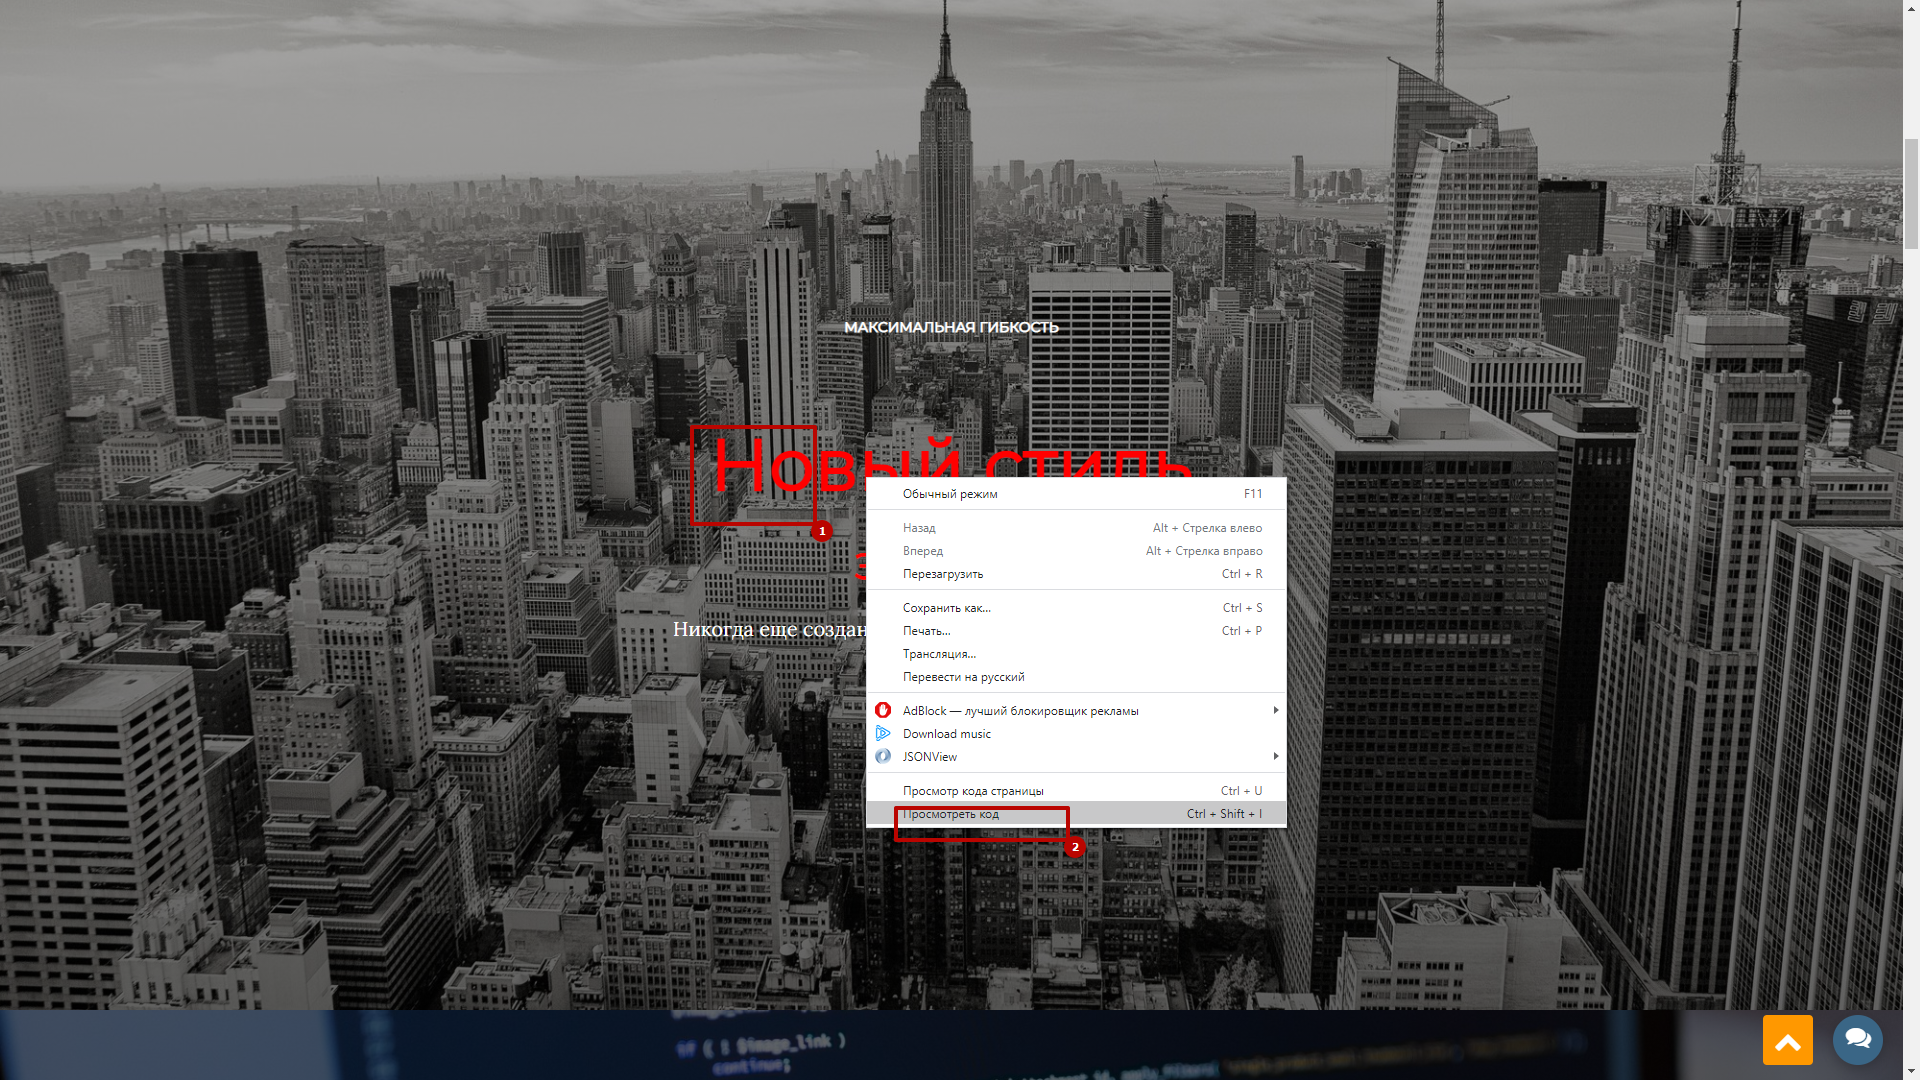 МАКСИМАЛЬНАЯ ГИБКОСТЬ
Новый стиль
1
Никогда еще создан
Обычный режим F11
Назад Alt + Стрелка влево
Вперед Alt + Стрелка вправо
Перезагрузить Ctrl + R
Сохранить как... Ctrl + S
Печать... Ctrl + P
Трансляция...
Перевести на русский
AdBlock — лучший блокировщик рекламы
Download music
JSONView
Просмотр кода страницы Ctrl + U
Просмотреть код Ctrl + Shift + I
2
if ( ! $image_link )
continue;